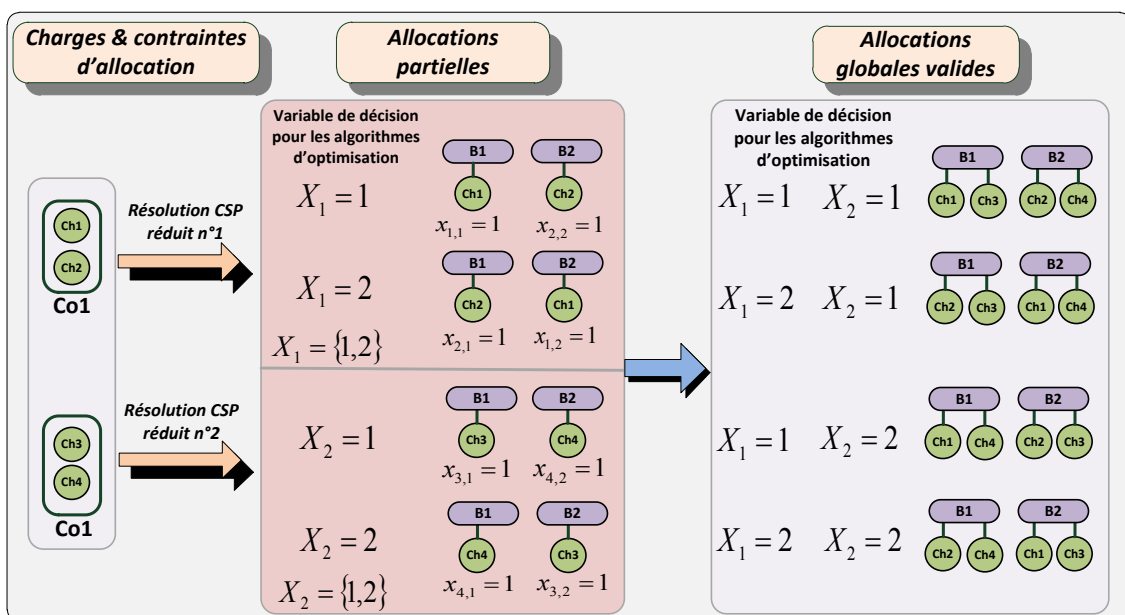 Charges & contraintes
d'allocation
Allocations
partielles
Allocations
globales valides
Ch1
Ch2
Co1
Résolution CSP
réduit n°1
Ch3
Ch4
Co1
Résolution CSP
réduit n°2
Variable de décision
pour les algorithmes
d'optimisation
X₁ = 1
B1 B2
Ch1 Ch2
x₁,₁ = 1 x₂,₂ = 1
X₁ = 2
B1 B2
Ch2 Ch1
x₂,₁ = 1 x₁,₂ = 1
X₁ = {1,2}
X₂ = 1
B1 B2
Ch3 Ch4
x₃,₁ = 1 x₄,₂ = 1
X₂ = 2
B1 B2
Ch4 Ch3
x₄,₁ = 1 x₃,₂ = 1
X₂ = {1,2}
Variable de décision
pour les algorithmes
d'optimisation
X₁ = 1 X₂ = 1
B1 B2
Ch1 Ch3 Ch2 Ch4
X₁ = 2 X₂ = 1
B1 B2
Ch2 Ch3 Ch1 Ch4
X₁ = 1 X₂ = 2
B1 B2
Ch1 Ch4 Ch2 Ch3
X₁ = 2 X₂ = 2
B1 B2
Ch2 Ch4 Ch1 Ch3